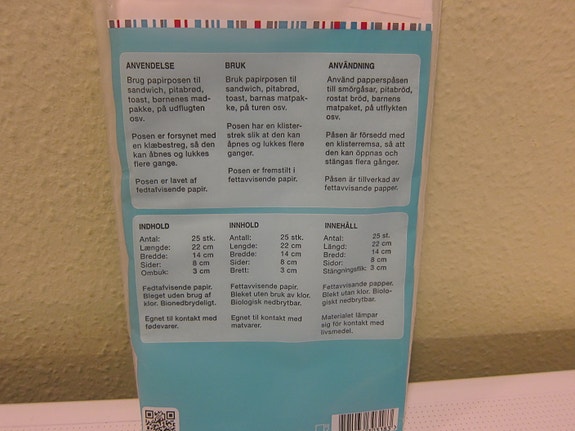 ANVENDELSE
Brug papirposen til
sandwich, pitabrød,
toast, børnenes mad-
pakke, på udflugten
osv.
Posen er forsynet med
en klæbestreg, så den
kan åbnes og lukkes
flere gange.
Posen er lavet af
fedtafvisende papir.
BRUK
Bruk papirposen til
sandwich, pitabrød,
toast, barnas matpak-
ke, på turen osv.
Posen har en klister-
strek slik at den kan
åpnes og lukkes flere
ganger.
Posen er fremstilt i
fettavvisende papir.
ANVÄNDNING
Använd papperspåsen
till smörgåsar, pitabröd,
rostat bröd, barnens
matpaket, på utflykten
osv.
Påsen är försedd med
en klisterremsa, så att
den kan öppnas och
stängas flera gånger.
Påsen är tillverkad av
fettavvisande papper.
INDHOLD
Antal: 25 stk.
Længde: 22 cm
Bredde: 14 cm
Sider: 8 cm
Ombuk: 3 cm
Fedtafvisende papir.
Bleget uden brug af
klor. Bionedbrydeligt.
Egnet til kontakt med
fødevarer.
INNHOLD
Antall: 25 stk.
Lengde: 22 cm
Bredde: 14 cm
Sider: 8 cm
Brett: 3 cm
Fettavvisende papir.
Bleket uten bruk av klor.
Biologisk nedbrytbar.
Egnet til kontakt med
matvarer.
INNEHÅLL
Antal: 25 st.
Längd: 22 cm
Bredd: 14 cm
Sidor: 8 cm
Stängningsflik: 3 cm
Fettavvisande papper.
Blekt utan klor. Biolo-
giskt nedbrytbar.
Materialet lämpar
sig för kontakt med
livsmedel.